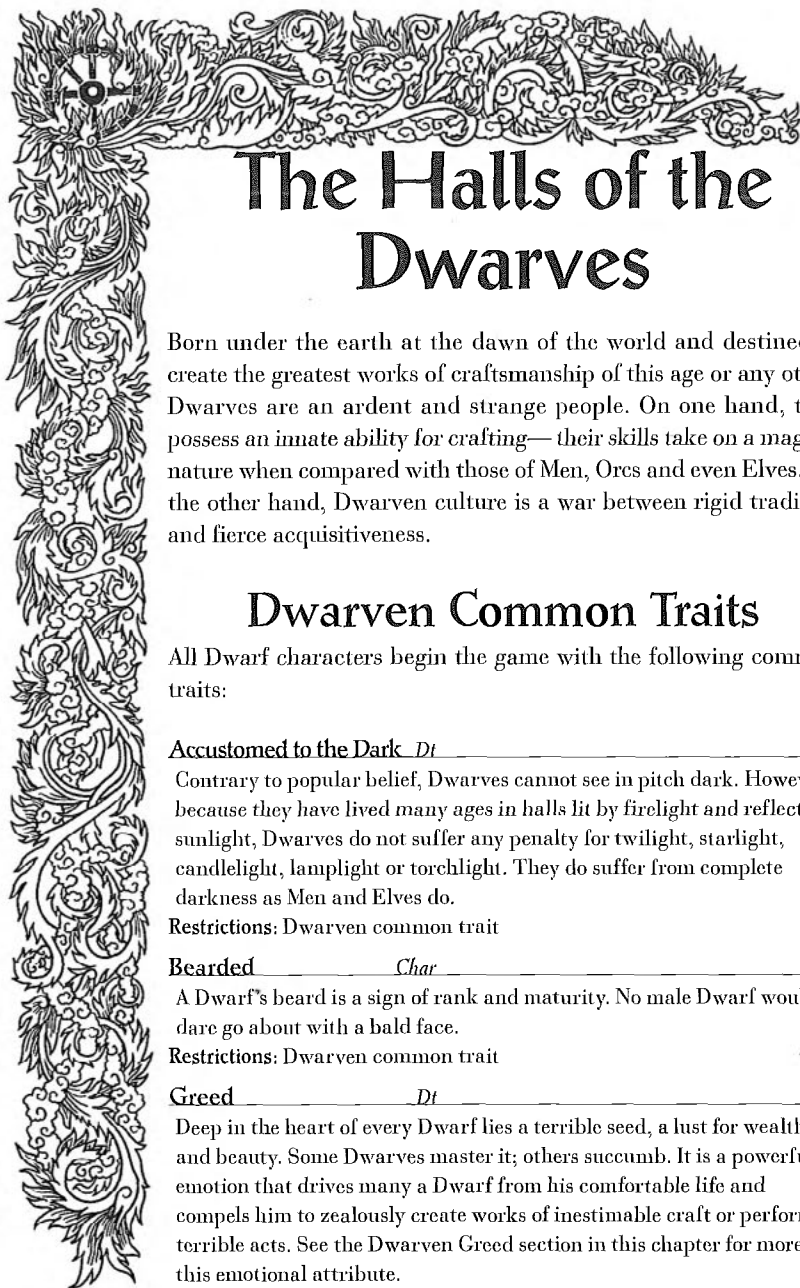 The Halls of the
Dwarves
Born under the earth at the dawn of the world and destined
create the greatest works of craftsmanship of this age or any
Dwarves are an ardent and strange people. On one hand,
possess an innate ability for crafting— their skills take on a
nature when compared with those of Men, Orcs and even Elves.
the other hand, Dwarven culture is a war between rigid
and fierce acquisitiveness.
Dwarven Common Traits
All Dwarf characters begin the game with the following
traits:
Accustomed to the Dark Dt
Contrary to popular belief, Dwarves cannot see in pitch dark.
because they have lived many ages in halls lit by firelight and
sunlight, Dwarves do not suffer any penalty for twilight, starlight,
candlelight, lamplight or torchlight. They do suffer from complete
darkness as Men and Elves do.
Restrictions: Dwarven common trait
Bearded Char
A Dwarf's beard is a sign of rank and maturity. No male Dwarf
dare go about with a bald face.
Restrictions: Dwarven common trait
Greed Dt
Deep in the heart of every Dwarf lies a terrible seed, a lust for wealth
and beauty. Some Dwarves master it; others succumb. It is a
emotion that drives many a Dwarf from his comfortable life and
compels him to zealously create works of inestimable craft or perform
terrible acts. See the Dwarven Greed section in this chapter for more
this emotional attribute.